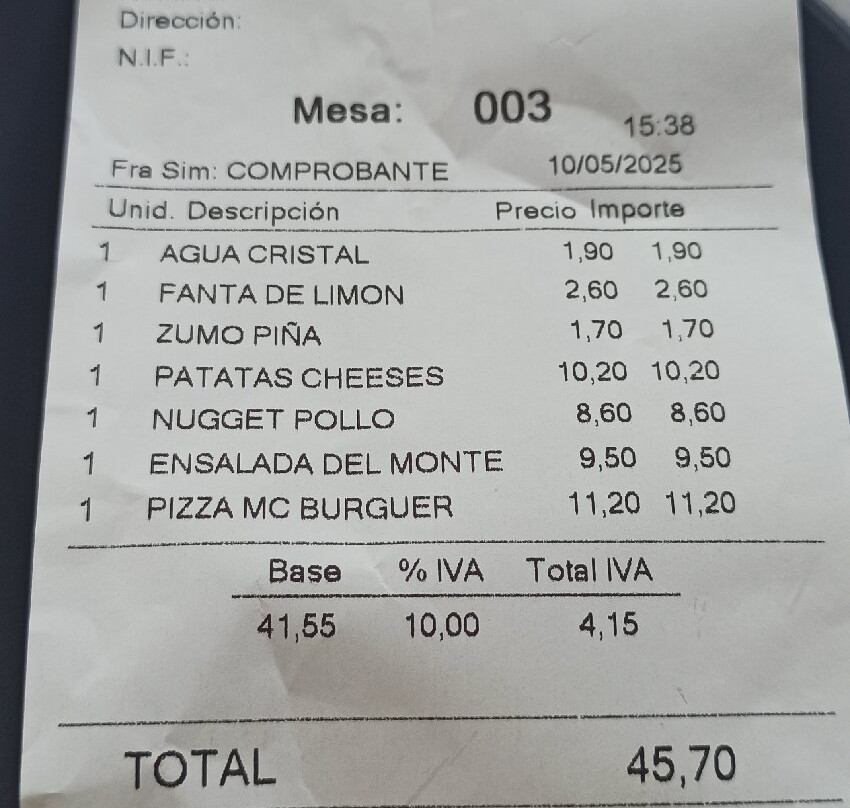 Dirección:
N.I.F.:
Mesa: 003 15:38
Fra Sim: COMPROBANTE 10/05/2025
Unid. Descripción Precio Importe
1 AGUA CRISTAL 1,90 1,90
1 FANTA DE LIMON 2,60 2,60
1 ZUMO PIÑA 1,70 1,70
1 PATATAS CHEESES 10,20 10,20
1 NUGGET POLLO 8,60 8,60
1 ENSALADA DEL MONTE 9,50 9,50
1 PIZZA MC BURGUER 11,20 11,20
Base % IVA Total IVA
41,55 10,00 4,15
TOTAL 45,70